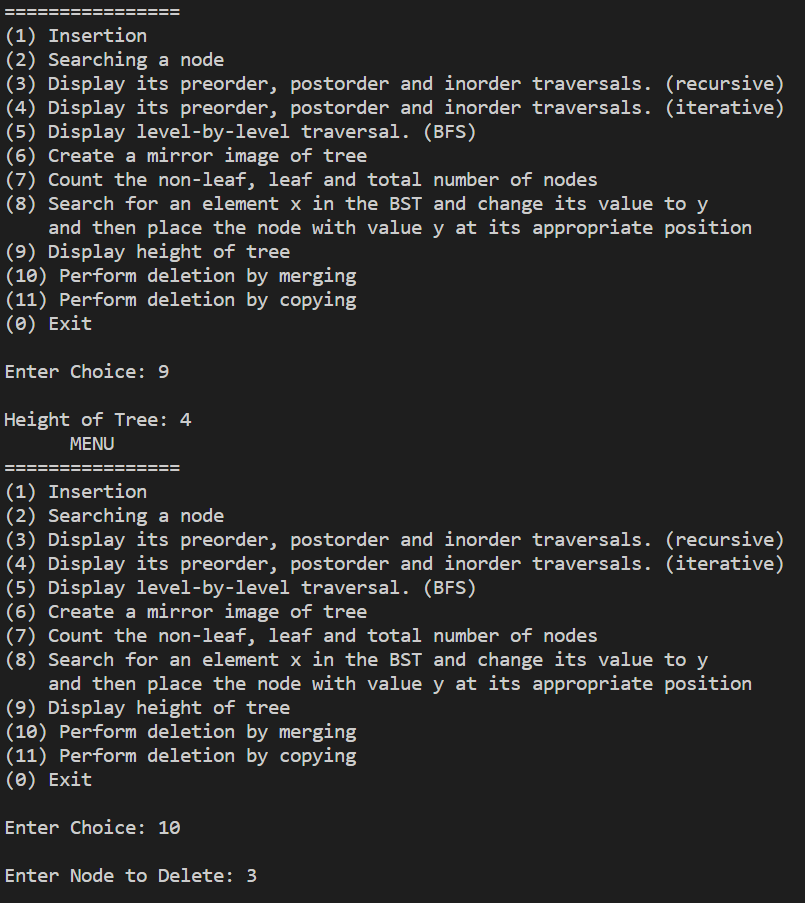 ================
(1) Insertion
(2) Searching a node
(3) Display its preorder, postorder and inorder traversals. (recursive)
(4) Display its preorder, postorder and inorder traversals. (iterative)
(5) Display level-by-level traversal. (BFS)
(6) Create a mirror image of tree
(7) Count the non-leaf, leaf and total number of nodes
(8) Search for an element x in the BST and change its value to y
    and then place the node with value y at its appropriate position
(9) Display height of tree
(10) Perform deletion by merging
(11) Perform deletion by copying
(0) Exit

Enter Choice: 9

Height of Tree: 4
      MENU
================
(1) Insertion
(2) Searching a node
(3) Display its preorder, postorder and inorder traversals. (recursive)
(4) Display its preorder, postorder and inorder traversals. (iterative)
(5) Display level-by-level traversal. (BFS)
(6) Create a mirror image of tree
(7) Count the non-leaf, leaf and total number of nodes
(8) Search for an element x in the BST and change its value to y
    and then place the node with value y at its appropriate position
(9) Display height of tree
(10) Perform deletion by merging
(11) Perform deletion by copying
(0) Exit

Enter Choice: 10

Enter Node to Delete: 3